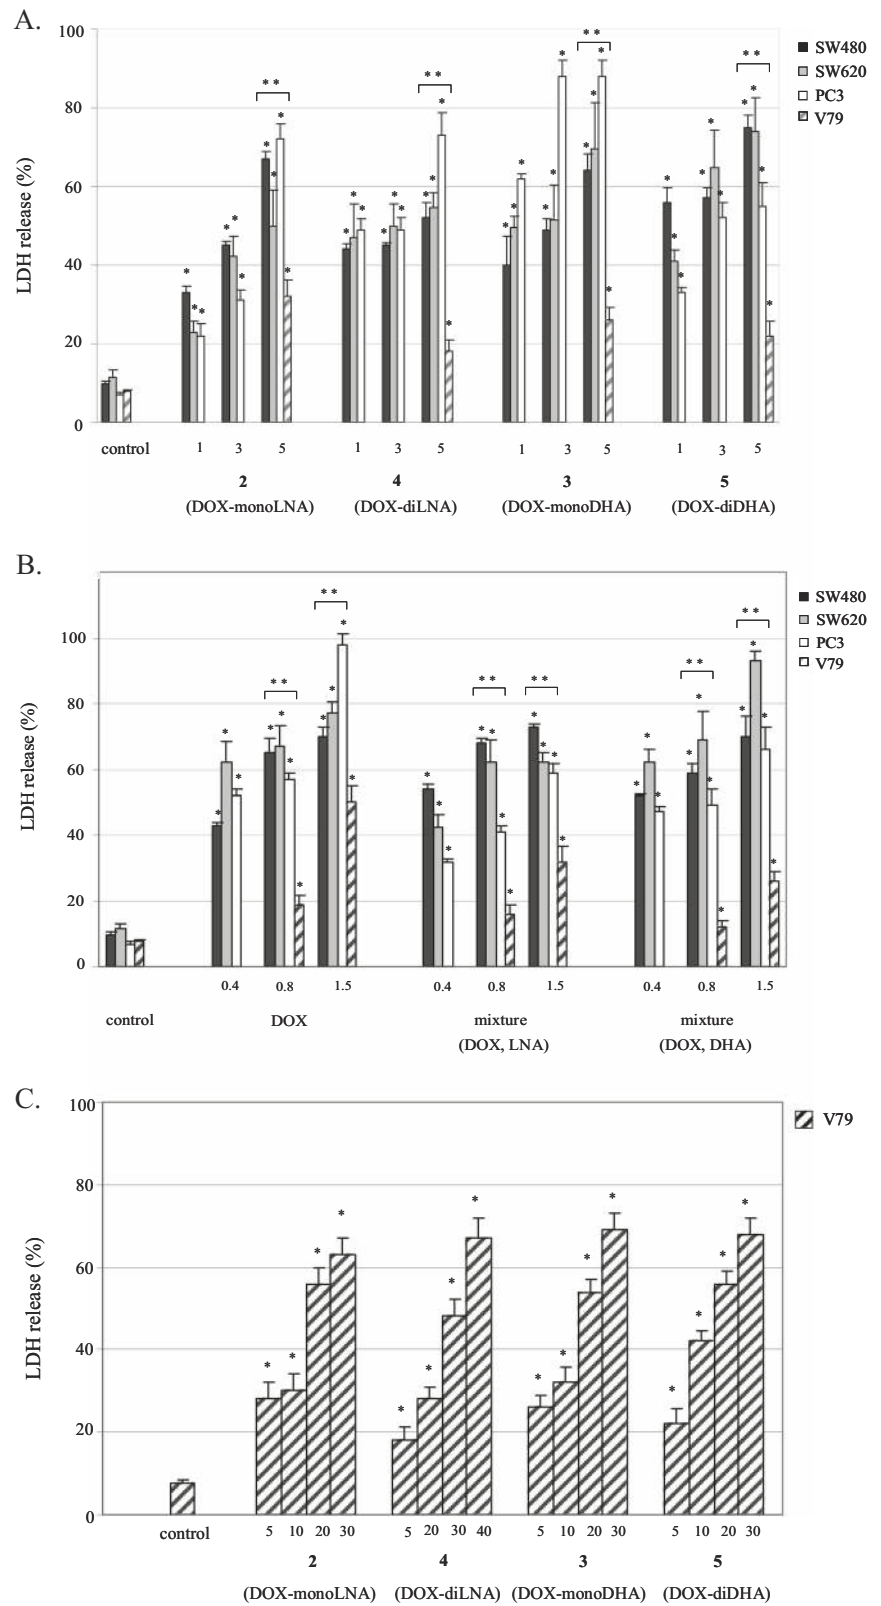 A.
100
80
60
40
20
0
LDH release (%)
SW480
SW620
PC3
V79
* *
* *
* *
* *
control
1 3 5 1 3 5 1 3 5 1 3 5
2 4 3 5
(DOX-monoLNA) (DOX-diLNA) (DOX-monoDHA) (DOX-diDHA)
B.
100
80
60
40
20
0
LDH release (%)
SW480
SW620
PC3
V79
* *
* *
* *
* *
* *
* *
0.4 0.8 1.5 0.4 0.8 1.5 0.4 0.8 1.5
control DOX mixture mixture
(DOX, LNA) (DOX, DHA)
C.
100
80
60
40
20
0
LDH release (%)
V79
control 5 10 20 30 5 20 30 40 5 10 20 30 5 10 20 30
2 4 3 5
(DOX-monoLNA) (DOX-diLNA) (DOX-monoDHA) (DOX-diDHA)